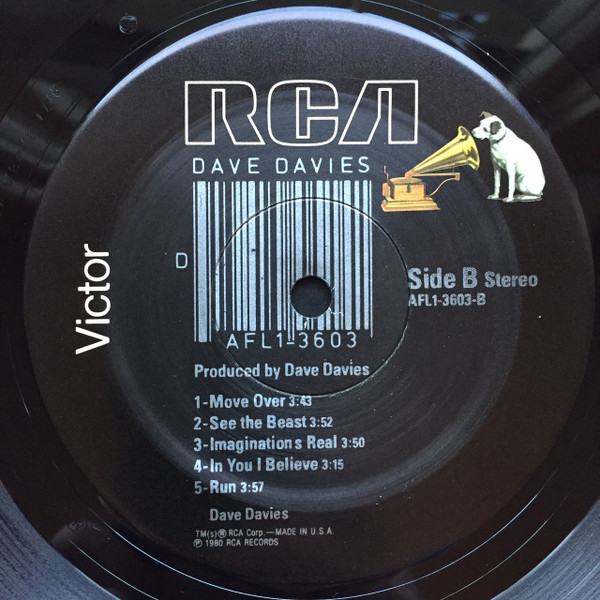 RCA
DAVE DAVIES
D
Victor
Side B Stereo
AFL1-3603-B
AFL1-3603
Produced by Dave Davies
1-Move Over 3:43
2-See the Beast 3:52
3-Imaginations Real 3:50
4-In You I Believe 3:15
5-Run 3:57
Dave Davies
TM(s)® RCA Corp.—MADE IN U.S.A.
℗ 1980 RCA RECORDS